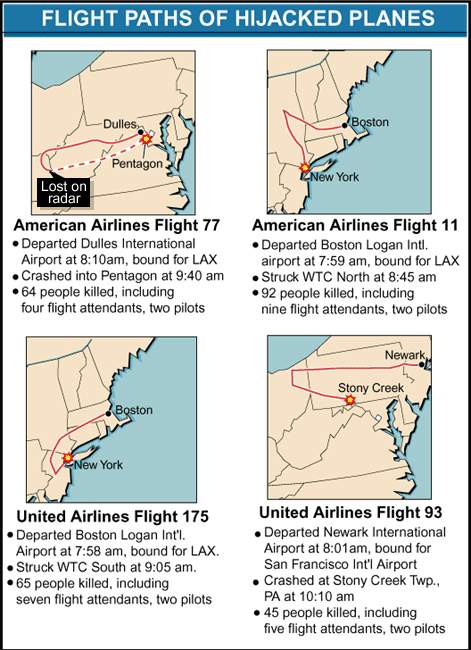 FLIGHT PATHS OF HIJACKED PLANES
Dulles
Pentagon
Lost on
radar
American Airlines Flight 77
• Departed Dulles International
Airport at 8:10am, bound for LAX
• Crashed into Pentagon at 9:40 am
• 64 people killed, including
four flight attendants, two pilots
Boston
New York
American Airlines Flight 11
• Departed Boston Logan Intl.
airport at 7:59 am, bound for LAX
• Struck WTC North at 8:45 am
• 92 people killed, including
nine flight attendants, two pilots
Boston
New York
United Airlines Flight 175
• Departed Boston Logan Int'l.
Airport at 7:58 am, bound for LAX.
• Struck WTC South at 9:05 am.
• 65 people killed, including
seven flight attendants, two pilots
Newark
Stony Creek
United Airlines Flight 93
• Departed Newark International
Airport at 8:01am, bound for
San Francisco Int'l Airport
• Crashed at Stony Creek Twp.,
PA at 10:10 am
• 45 people killed, including
five flight attendants, two pilots